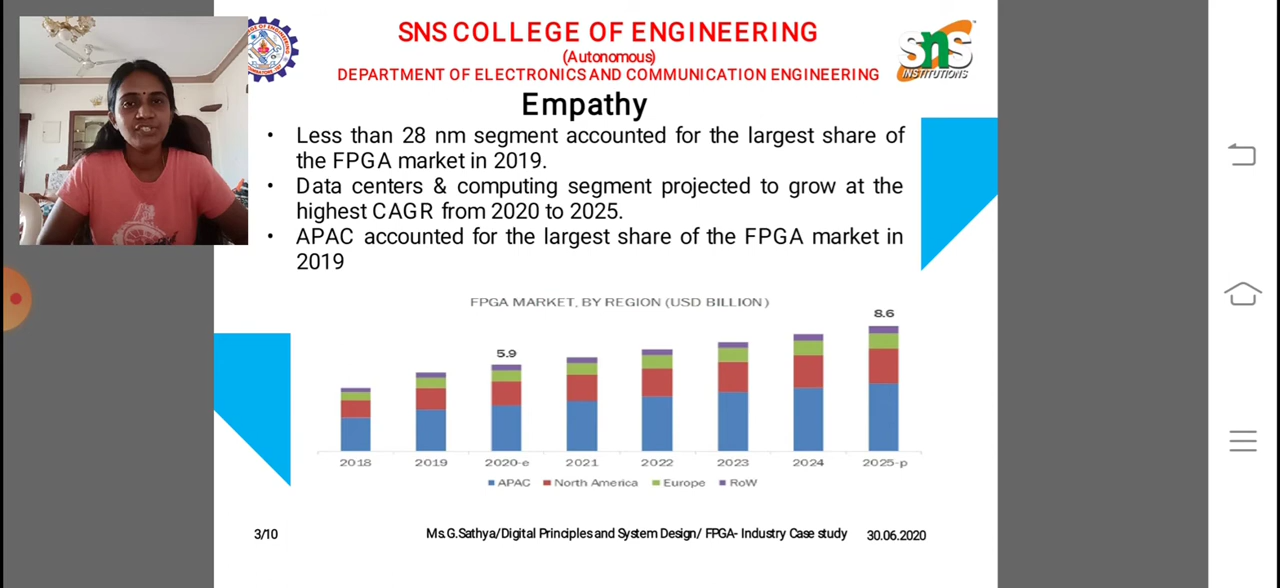 SNS COLLEGE OF ENGINEERING
(Autonomous)
DEPARTMENT OF ELECTRONICS AND COMMUNICATION ENGINEERING
SNS
INSTITUTIONS
Empathy
• Less than 28 nm segment accounted for the largest share of
the FPGA market in 2019.
• Data centers & computing segment projected to grow at the
highest CAGR from 2020 to 2025.
• APAC accounted for the largest share of the FPGA market in
2019
FPGA MARKET, BY REGION (USD BILLION)
5.9
8.6
2018 2019 2020-e 2021 2022 2023 2024 2025-p
APAC North America Europe RoW
3/10 Ms.G.Sathya/Digital Principles and System Design/ FPGA- Industry Case study 30.06.2020